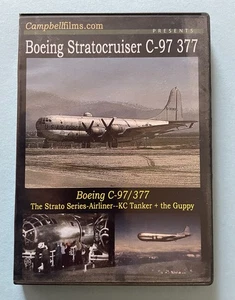 Campbellfilms.com
PRESENTS:
Boeing Stratocruiser C-97 377
Boeing C-97/377
The Strato Series-Airliner--KC Tanker + the Guppy